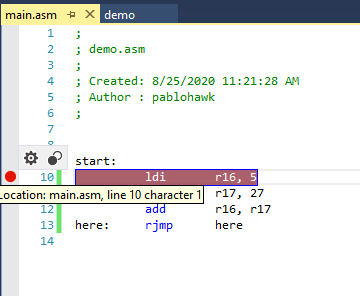 main.asm demo
1 ;
2 ; demo.asm
3 ;
4 ; Created: 8/25/2020 11:21:28 AM
5 ; Author : pablohawk
6 ;
7
8
start:
10 ldi r16, 5
Location: main.asm, line 10 character 1 r17, 27
12 add r16, r17
13 here: rjmp here
14